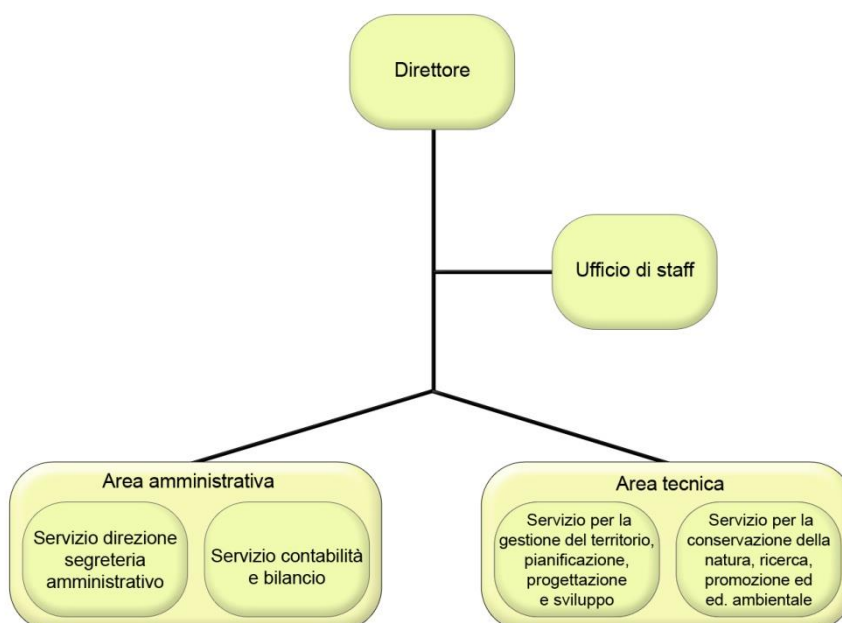 Direttore
Ufficio di staff
Area amministrativa
Servizio direzione
segreteria
amministrativo
Servizio contabilità
e bilancio
Area tecnica
Servizio per la
gestione del territorio,
pianificazione,
progettazione
e sviluppo
Servizio per la
conservazione della
natura, ricerca,
promozione ed
ed. ambientale